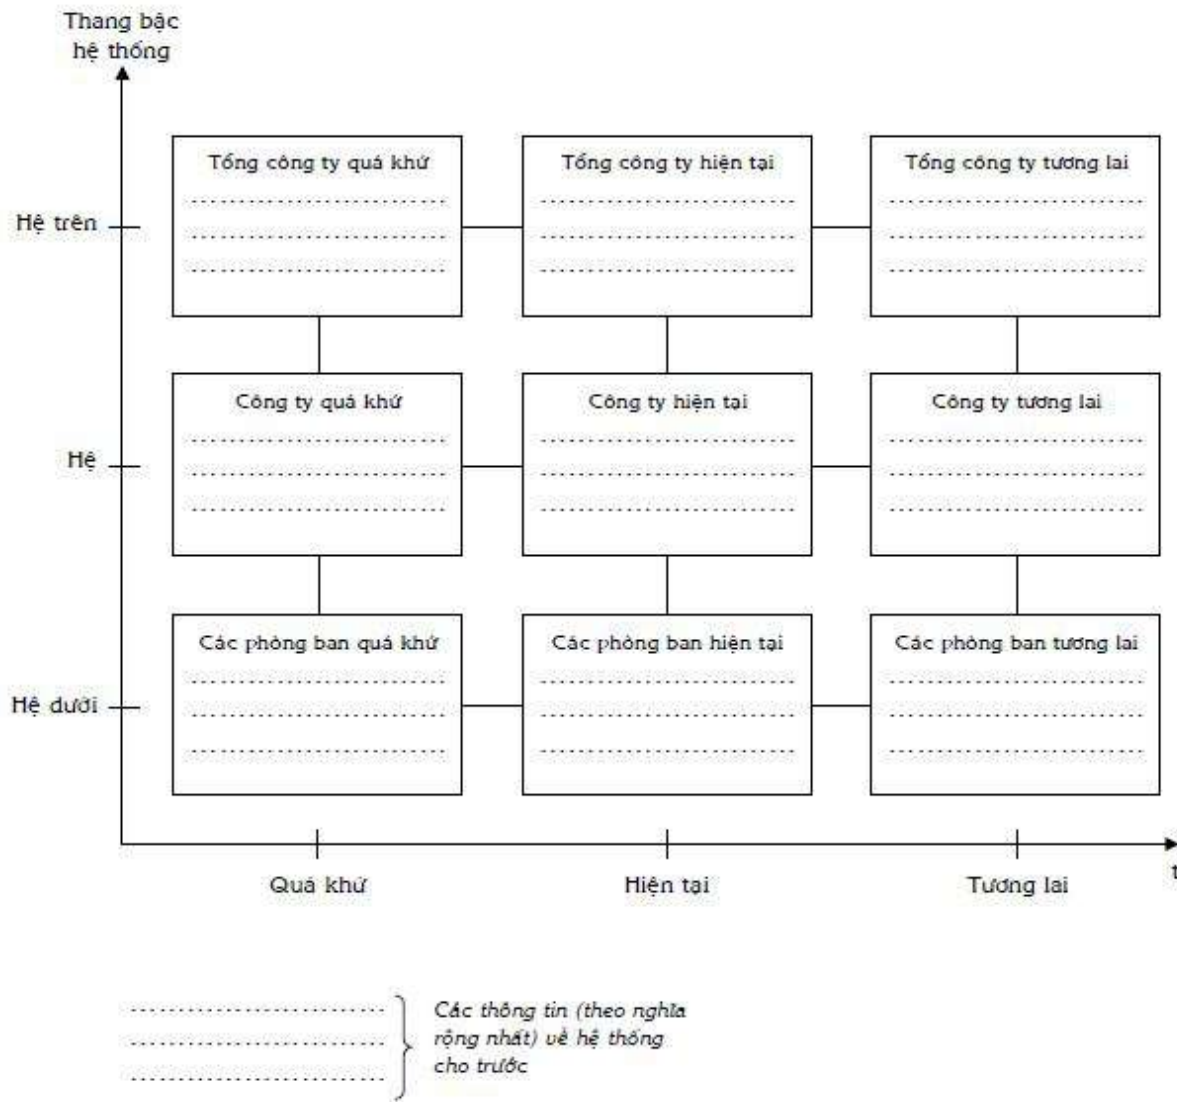 Thang bậc
hệ thống
Tổng công ty quá khứ
Tổng công ty hiện tại
Tổng công ty tương lai
Hệ trên
Công ty quá khứ
Công ty hiện tại
Công ty tương lai
Hệ
Các phòng ban quá khứ
Các phòng ban hiện tại
Các phòng ban tương lai
Hệ dưới
Quá khứ
Hiện tại
Tương lai
t
Các thông tin (theo nghĩa
rộng nhất) về hệ thống
cho trước